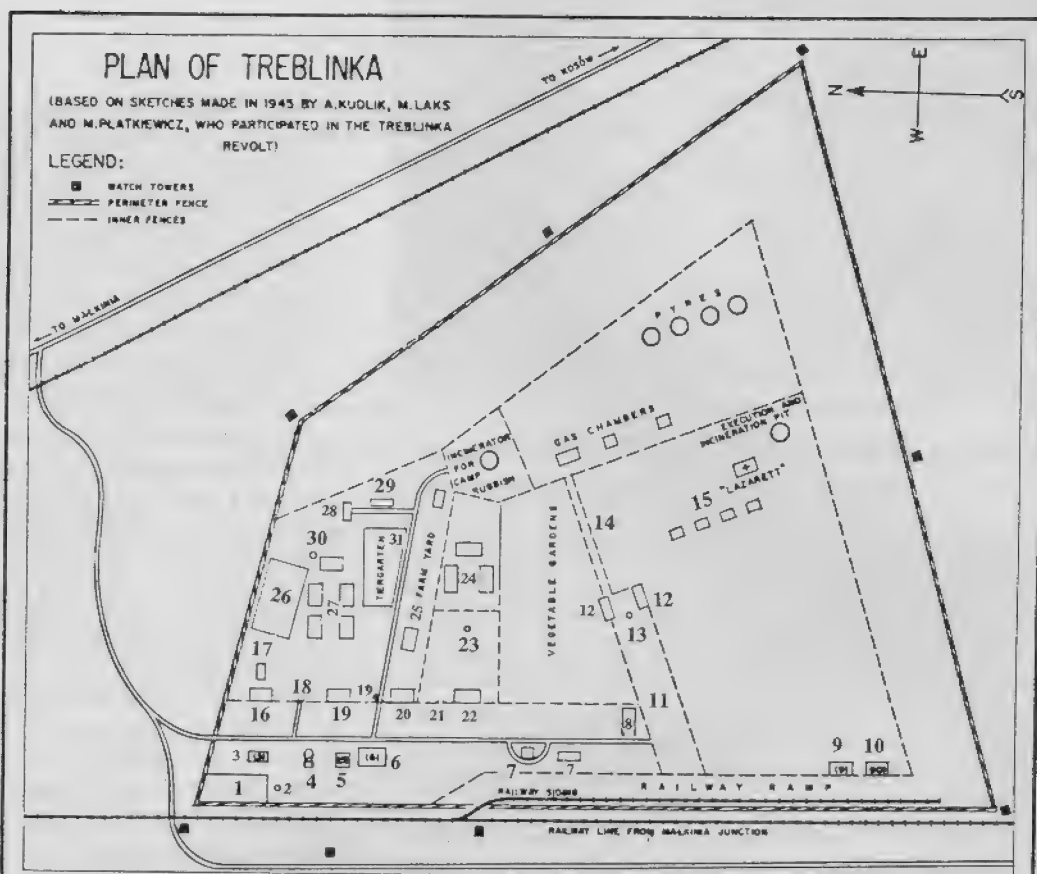 PLAN OF TREBLINKA
(BASED ON SKETCHES MADE IN 1945 BY A.KUDLIK, M.LAKS
AND M.PŁATKIEWICZ, WHO PARTICIPATED IN THE TREBLINKA
REVOLT)
LEGEND:
WATCH TOWERS
PERIMETER FENCE
INNER FENCES
TO KOSÓW
E
N
S
W
TO MAŁKINIA
PYRES
GAS CHAMBERS
EXECUTION AND
INCINERATION PIT
INCINERATOR
FOR
CAMP
RUBBISH
15 "LAZARETT"
29
28
14
30
31
TIERGARTEN
FARM YARD
25
24
26
27
VEGETABLE GARDENS
12
12
13
23
17
18
19
11
16
19
20
21
22
(8)
3
4
5
(6)
6
7
7
9
10
(9)
1
2
RAILWAY SIDING
RAILWAY RAMP
RAILWAY LINE FROM MAŁKINIA JUNCTION